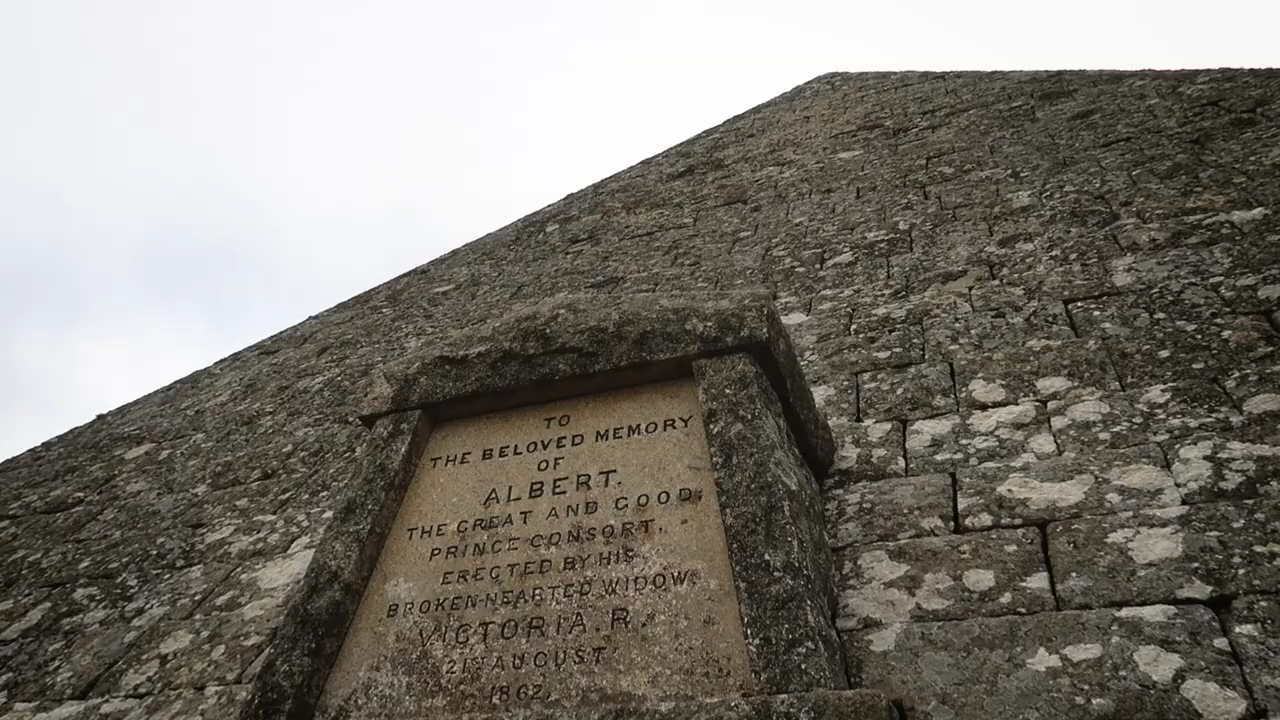 TO
THE BELOVED MEMORY
OF
ALBERT,
THE GREAT AND GOOD;
PRINCE CONSORT,
ERECTED BY HIS
BROKEN-HEARTED WIDOW,
VICTORIA.R.
21ST AUGUST
1862,